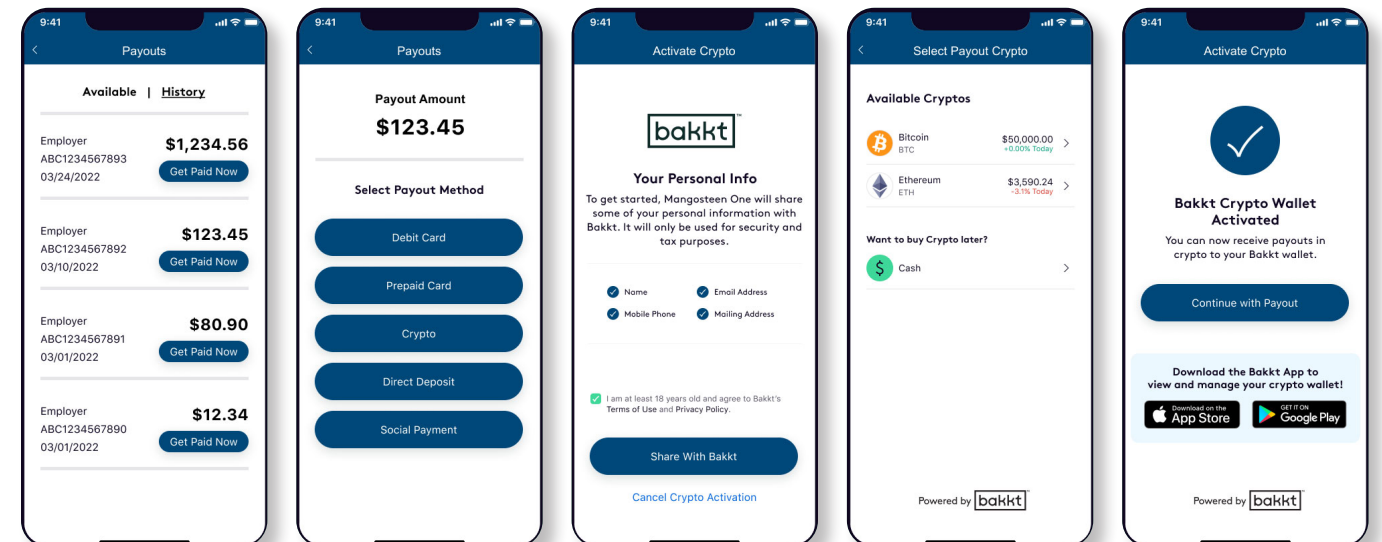 9:41
Payouts
Available | History
Employer
ABC1234567893
03/24/2022
$1,234.56
Get Paid Now
Employer
ABC1234567892
03/10/2022
$123.45
Get Paid Now
Employer
ABC1234567891
03/01/2022
$80.90
Get Paid Now
Employer
ABC1234567890
03/01/2022
$12.34
Get Paid Now
9:41
Payouts
Payout Amount
$123.45
Select Payout Method
Debit Card
Prepaid Card
Crypto
Direct Deposit
Social Payment
9:41
Activate Crypto
bakkt™
Your Personal Info
To get started, Mangosteen One will share
some of your personal information with
Bakkt. It will only be used for security and
tax purposes.
Name
Email Address
Mobile Phone
Mailing Address
I am at least 18 years old and agree to Bakkt's
Terms of Use and Privacy Policy.
Share With Bakkt
Cancel Crypto Activation
9:41
Select Payout Crypto
Available Cryptos
Bitcoin
BTC
$50,000.00
+0.00% Today
Ethereum
ETH
$3,590.24
-3.1% Today
Want to buy Crypto later?
$ Cash
Powered by bakkt™
9:41
Activate Crypto
Bakkt Crypto Wallet
Activated
You can now receive payouts in
crypto to your Bakkt wallet.
Continue with Payout
Download the Bakkt App to
view and manage your crypto wallet!
Download on the
App Store
GET IT ON
Google Play
Powered by bakkt™